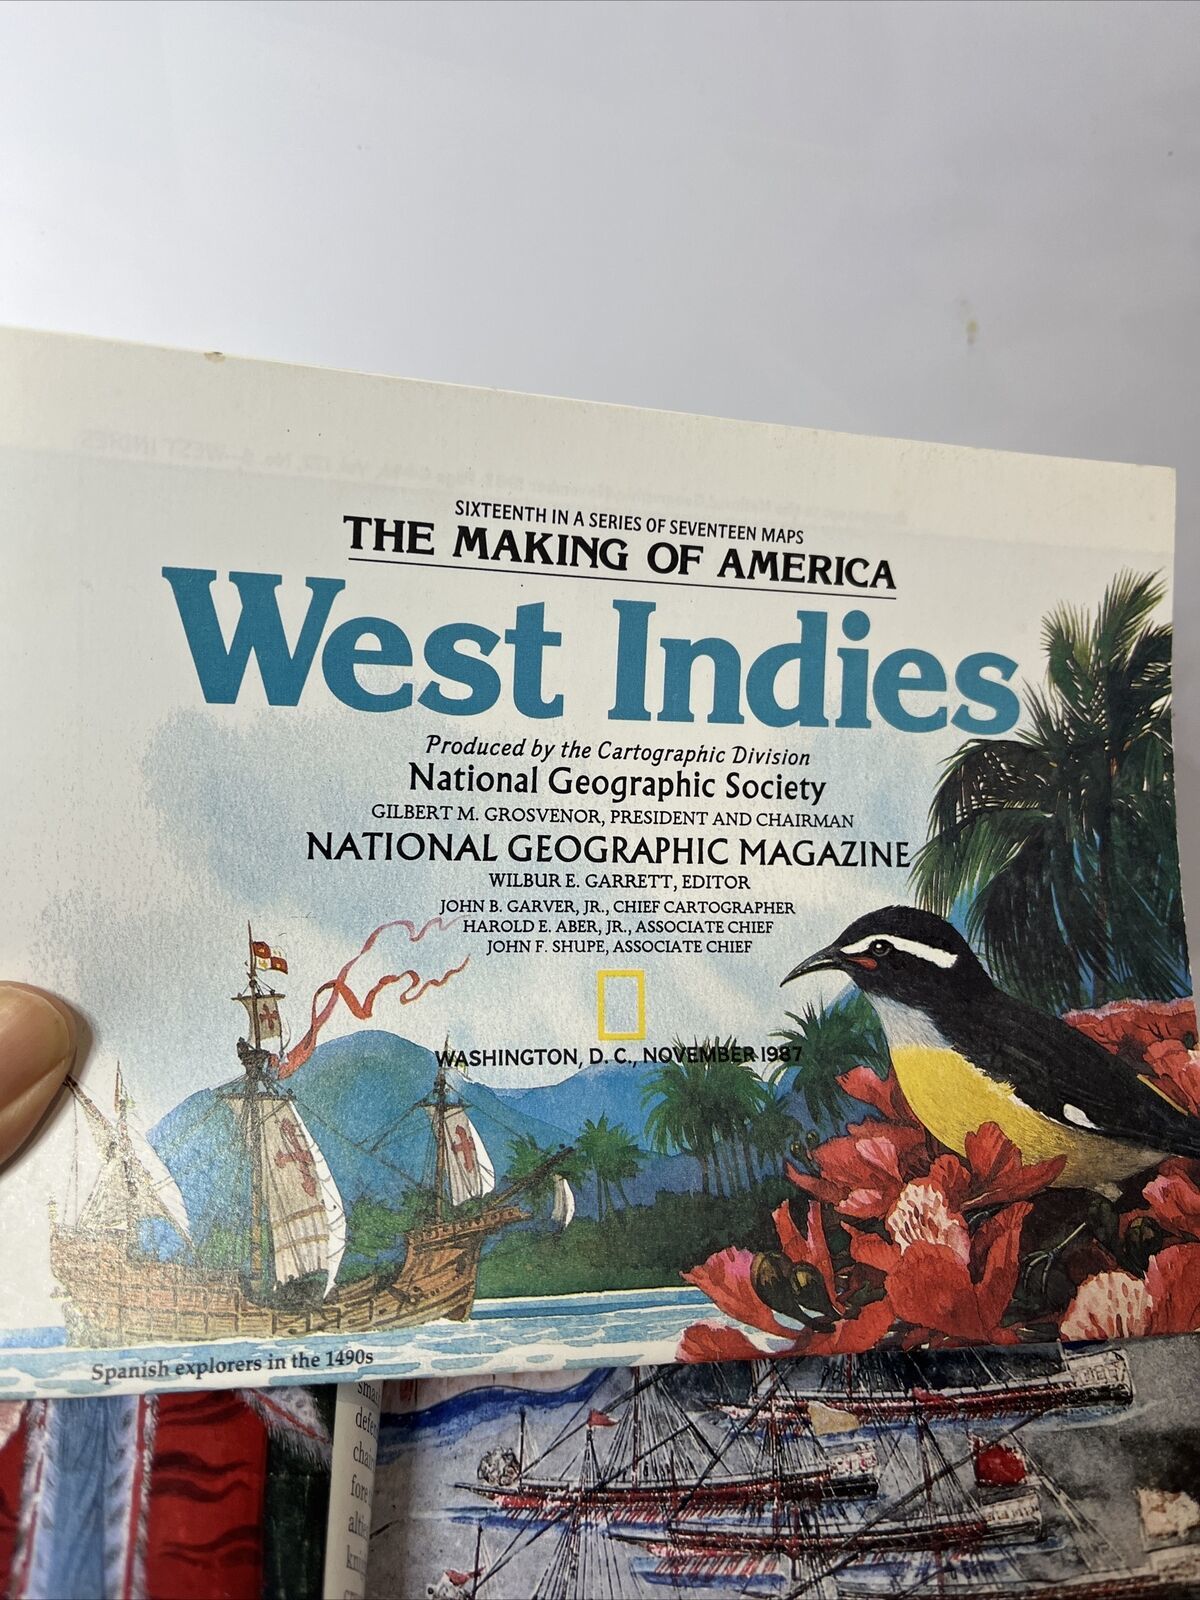 SIXTEENTH IN A SERIES OF SEVENTEEN MAPS
THE MAKING OF AMERICA
West Indies
Produced by the Cartographic Division
National Geographic Society
GILBERT M. GROSVENOR, PRESIDENT AND CHAIRMAN
NATIONAL GEOGRAPHIC MAGAZINE
WILBUR E. GARRETT, EDITOR
JOHN B. GARVER, JR., CHIEF CARTOGRAPHER
HAROLD E. ABER, JR., ASSOCIATE CHIEF
JOHN F. SHUPE, ASSOCIATE CHIEF
WASHINGTON, D. C., NOVEMBER 1987
Spanish explorers in the 1490s